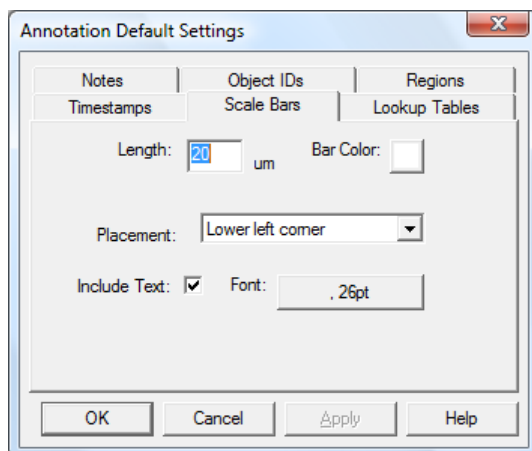 Annotation Default Settings
Notes Object IDs Regions
Timestamps Scale Bars Lookup Tables
Length: 20 um Bar Color:
Placement: Lower left corner
Include Text: Font: , 26pt
OK Cancel Apply Help